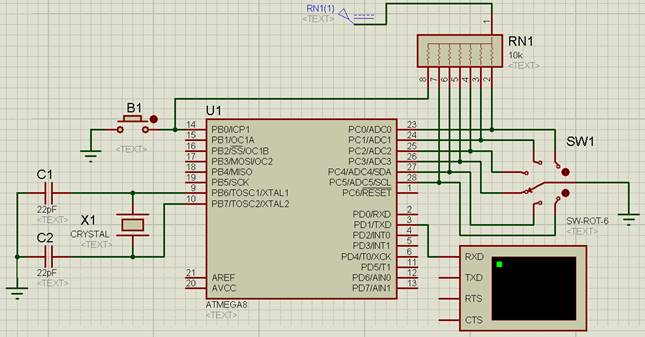 RN1(1)
<TEXT>
1
RN1
10k
<TEXT>
8
7
6
5
4
3
2
B1
<TEXT>
U1
14
PB0/ICP1
15
PB1/OC1A
16
PB2/SS/OC1B
17
PB3/MOSI/OC2
18
PB4/MISO
19
PB5/SCK
9
PB6/TOSC1/XTAL1
10
PB7/TOSC2/XTAL2
21
AREF
20
AVCC
PC0/ADC0
23
PC1/ADC1
24
PC2/ADC2
25
PC3/ADC3
26
PC4/ADC4/SDA
27
PC5/ADC5/SCL
28
PC6/RESET
1
PD0/RXD
2
PD1/TXD
3
PD2/INT0
4
PD3/INT1
5
PD4/T0/XCK
6
PD5/T1
11
PD6/AIN0
12
PD7/AIN1
13
ATMEGA8
<TEXT>
C1
22pF
<TEXT>
C2
22pF
<TEXT>
X1
CRYSTAL
<TEXT>
SW1
SW-ROT-6
<TEXT>
RXD
TXD
RTS
CTS